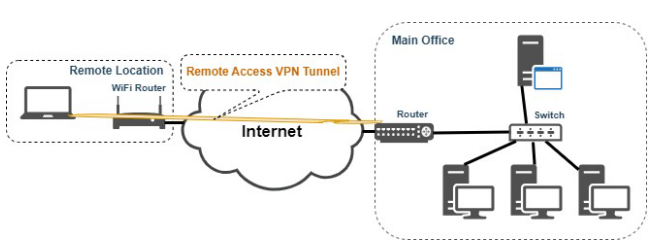 Main Office
Remote Location
Remote Access VPN Tunnel
WiFi Router
Internet
Router
Switch